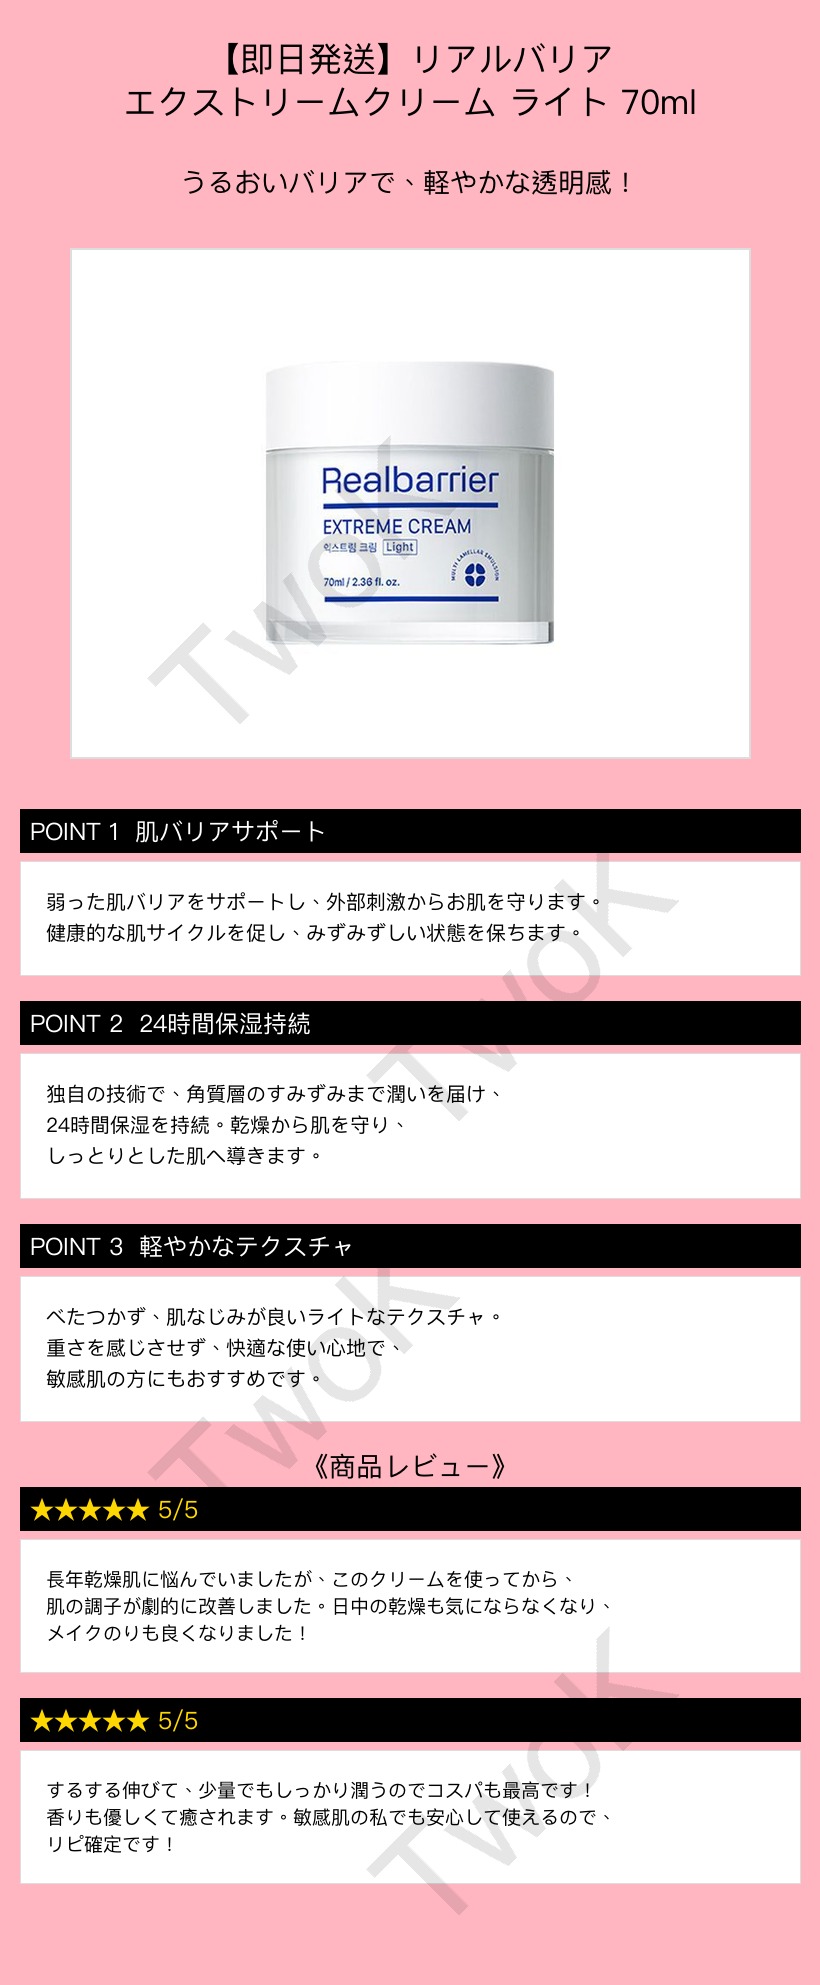 【即日発送】リアルバリア
エクストリームクリーム ライト 70ml
うるおいバリアで、軽やかな透明感！
Realbarrier
EXTREME CREAM
익스트림 크림 Light
MULTI LAMELLAR EMULSION
70ml / 2.36 fl. oz.
TwoK
POINT 1 肌バリアサポート
弱った肌バリアをサポートし、外部刺激からお肌を守ります。
健康的な肌サイクルを促し、みずみずしい状態を保ちます。
TwoK
POINT 2 24時間保湿持続
独自の技術で、角質層のすみずみまで潤いを届け、
24時間保湿を持続。乾燥から肌を守り、
しっとりとした肌へ導きます。
POINT 3 軽やかなテクスチャ
べたつかず、肌なじみが良いライトなテクスチャ。
重さを感じさせず、快適な使い心地で、
敏感肌の方にもおすすめです。
TwoK
《商品レビュー》
★★★★★ 5/5
長年乾燥肌に悩んでいましたが、このクリームを使ってから、
肌の調子が劇的に改善しました。日中の乾燥も気にならなくなり、
メイクのりも良くなりました！
★★★★★ 5/5
するする伸びて、少量でもしっかり潤うのでコスパも最高です！
香りも優しくて癒されます。敏感肌の私でも安心して使えるので、
リピ確定です！
TwoK